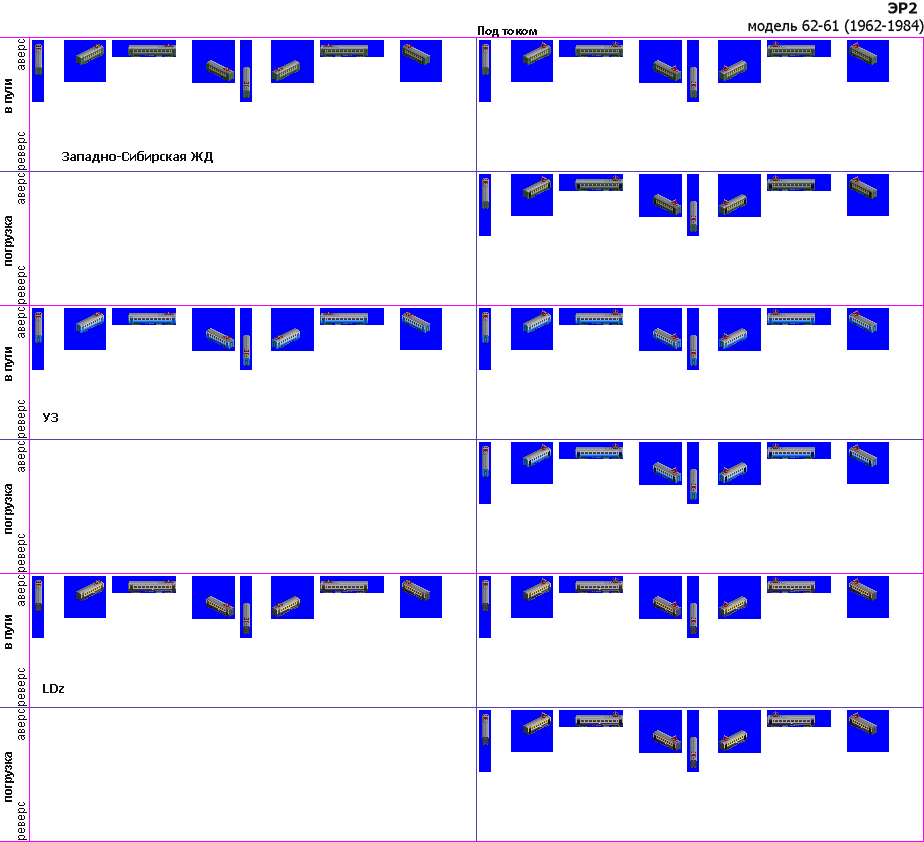 ЭР2
модель 62-61 (1962-1984)
Под током
в пути
аверс
реверс
Западно-Сибирская ЖД
погрузка
аверс
реверс
в пути
аверс
реверс
УЗ
погрузка
аверс
реверс
в пути
аверс
реверс
LDz
погрузка
аверс
реверс